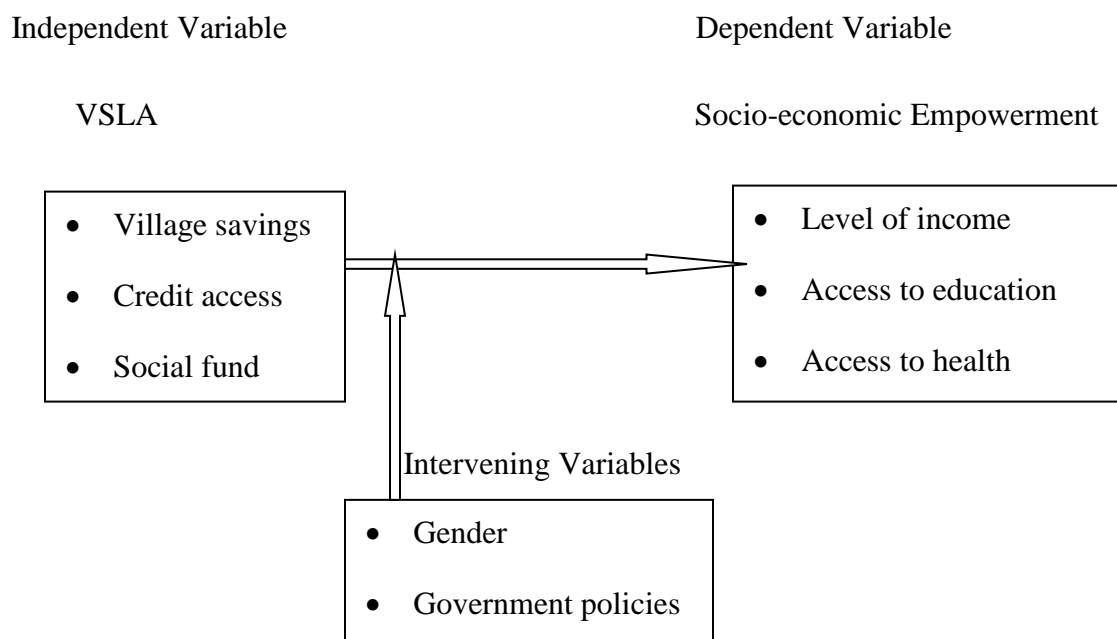 Independent Variable
Dependent Variable
VSLA
Socio-economic Empowerment
• Village savings
• Credit access
• Social fund
• Level of income
• Access to education
• Access to health
Intervening Variables
• Gender
• Government policies